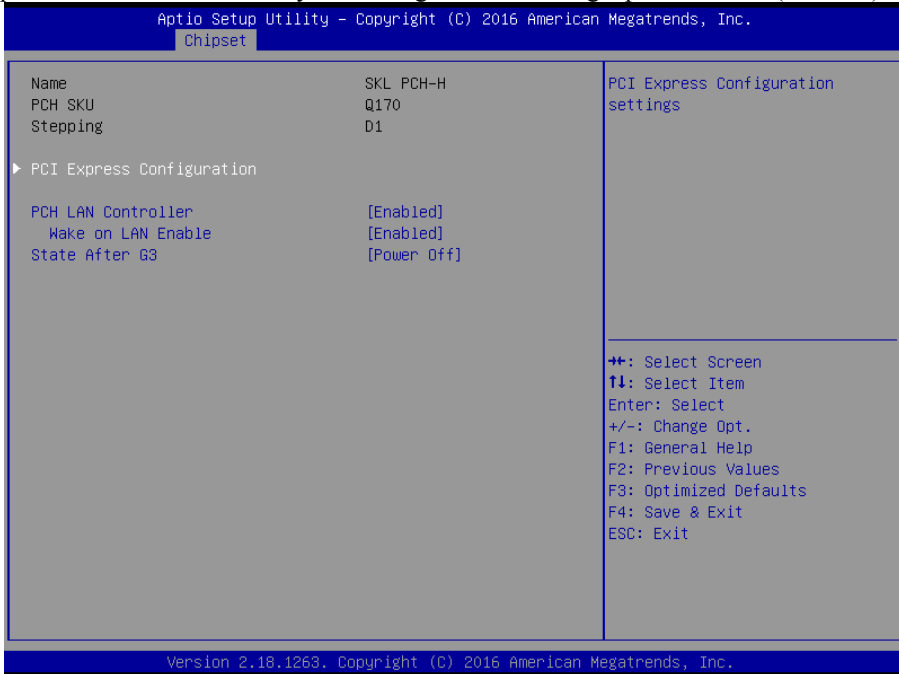 Aptio Setup Utility – Copyright (C) 2016 American Megatrends, Inc.
Chipset
Name SKL PCH-H
PCH SKU Q170
Stepping D1
PCI Express Configuration
PCH LAN Controller [Enabled]
Wake on LAN Enable [Enabled]
State After G3 [Power Off]
PCI Express Configuration
settings
→←: Select Screen
↑↓: Select Item
Enter: Select
+/-: Change Opt.
F1: General Help
F2: Previous Values
F3: Optimized Defaults
F4: Save & Exit
ESC: Exit
Version 2.18.1263. Copyright (C) 2016 American Megatrends, Inc.